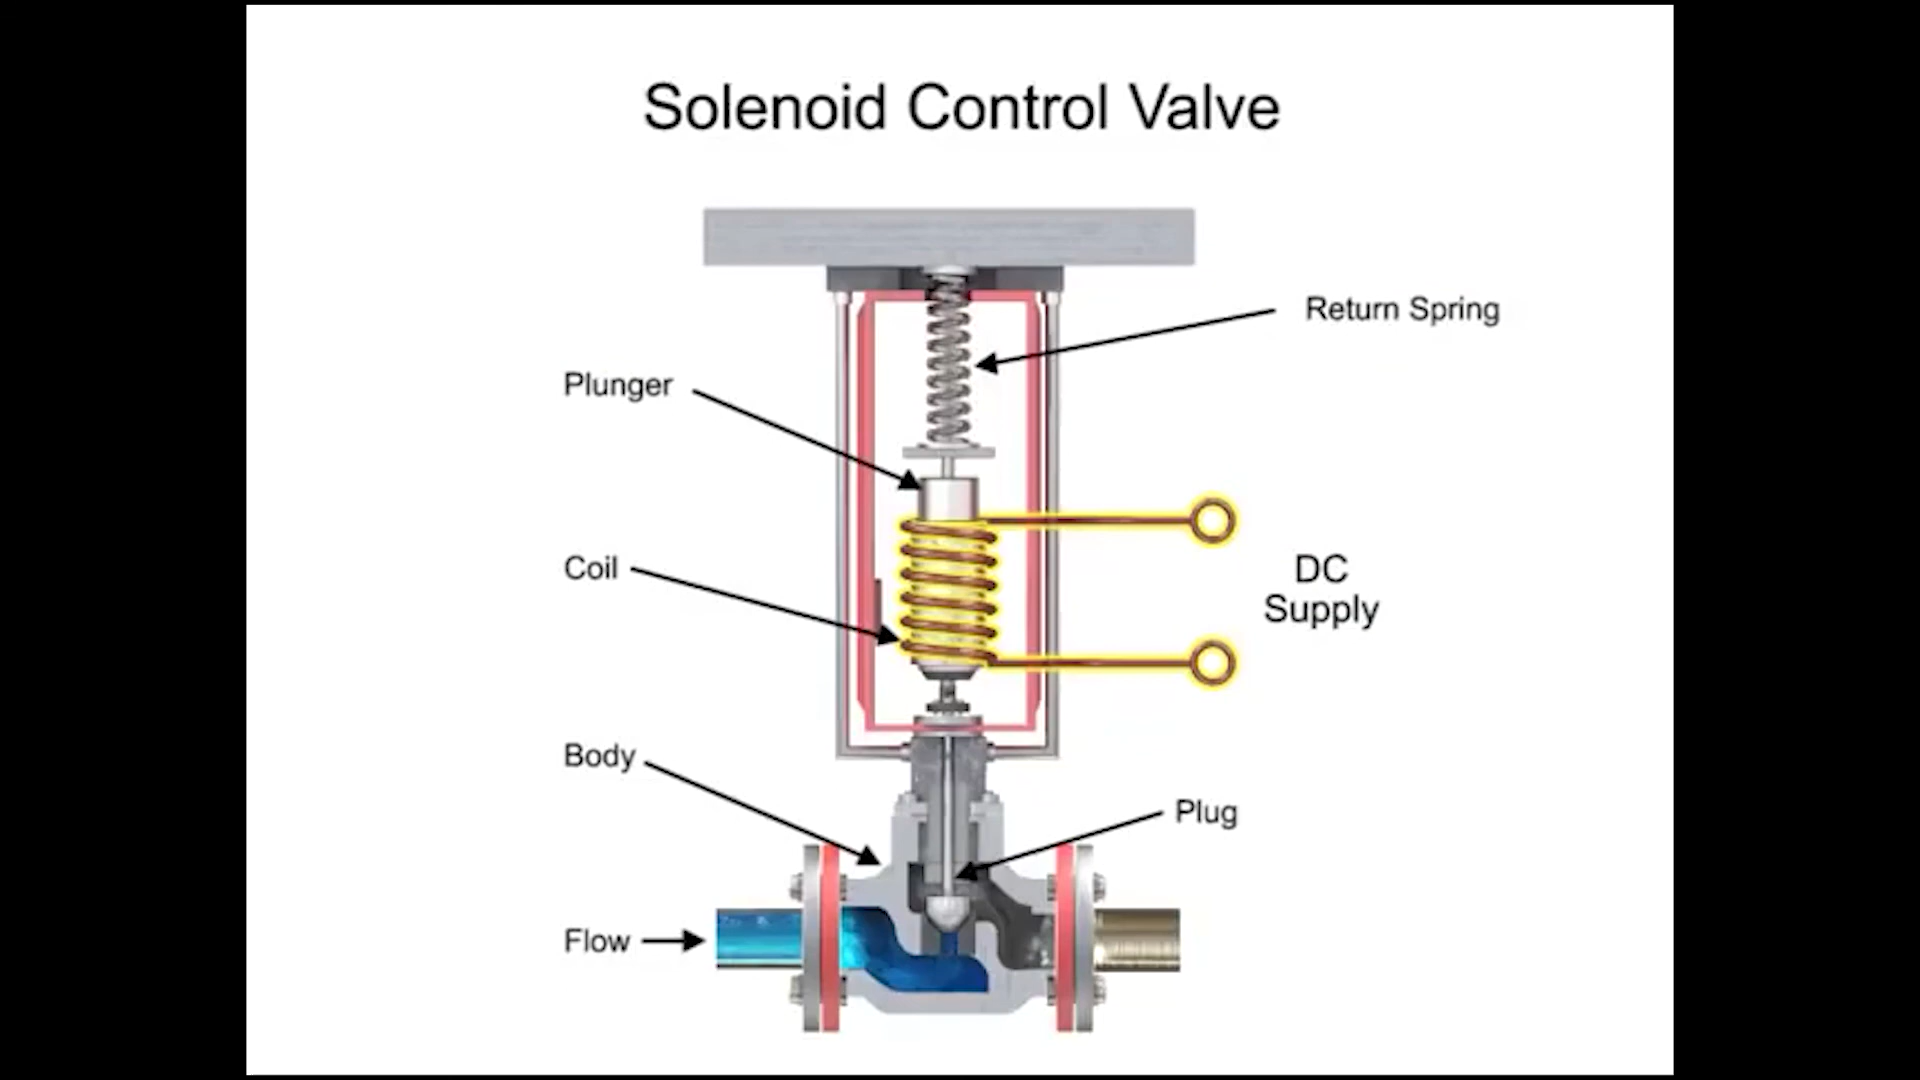 Solenoid Control Valve
Return Spring
Plunger
Coil
DC
Supply
Body
Plug
Flow